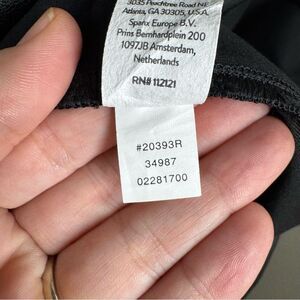 3035 Peachtree Road NE
Atlanta, GA 30305, U.S.A.
Spanx Europe B.V.
Prins Bernhardplein 200
1097JB Amsterdam,
Netherlands
RN# 112121
#20393R
34987
02281700